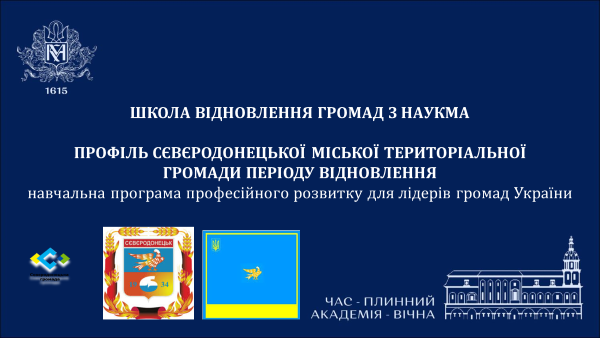 1615
ШКОЛА ВІДНОВЛЕННЯ ГРОМАД З НАУКМА
ПРОФІЛЬ СЄВЄРОДОНЕЦЬКОЇ МІСЬКОЇ ТЕРИТОРІАЛЬНОЇ
ГРОМАДИ ПЕРІОДУ ВІДНОВЛЕННЯ
навчальна програма професійного розвитку для лідерів громад України
СЄВЄРОДОНЕЦЬК
19 34
ЧАС - ПЛИННИЙ
АКАДЕМІЯ - ВІЧНА